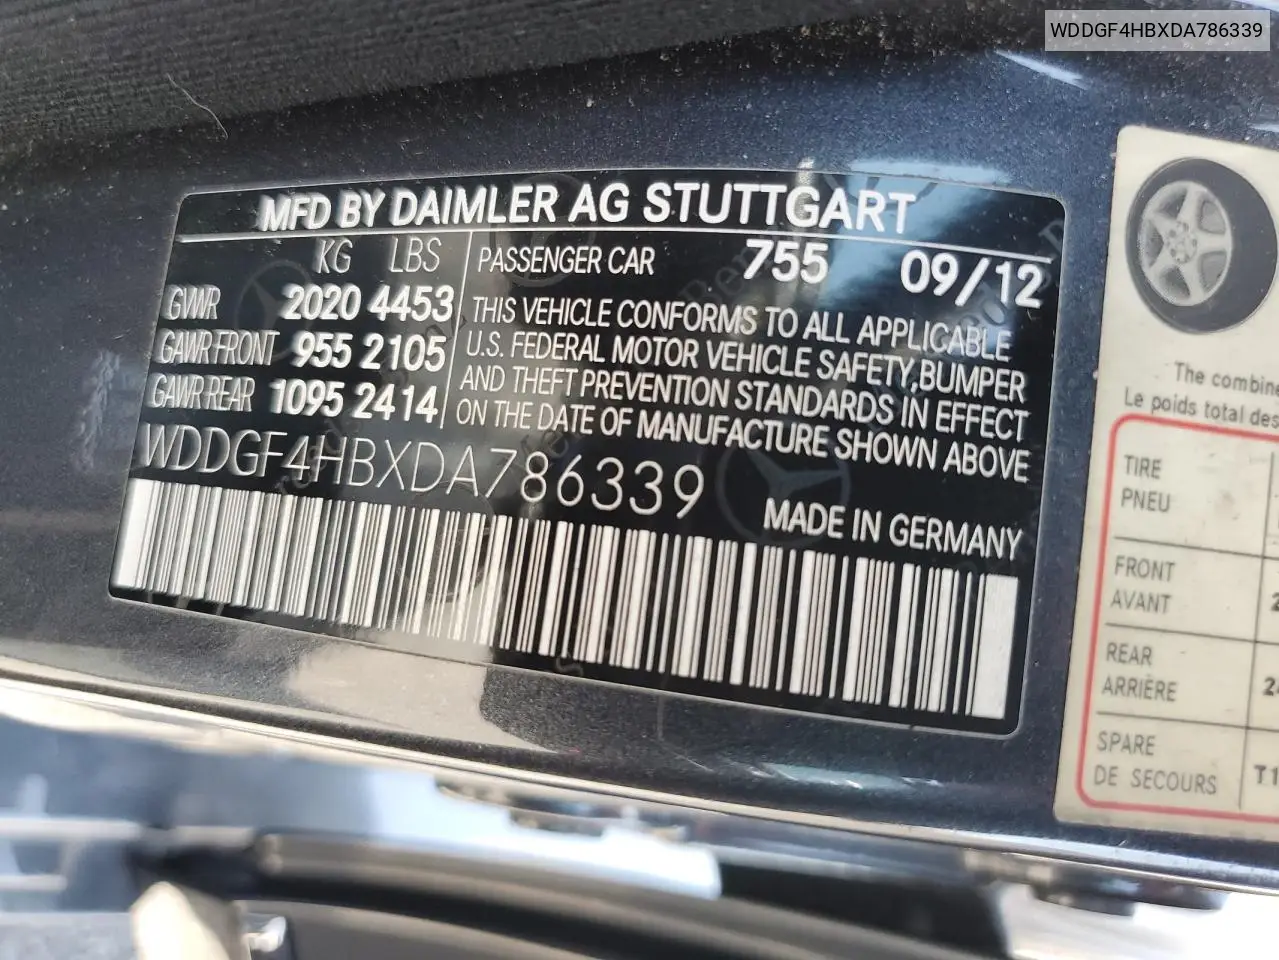 WDDGF4HBXDA786339
MFD BY DAIMLER AG STUTTGART
KG LBS
GVWR 2020 4453
GAWR FRONT 955 2105
GAWR REAR 1095 2414
PASSENGER CAR 755 09/12
THIS VEHICLE CONFORMS TO ALL APPLICABLE
U.S. FEDERAL MOTOR VEHICLE SAFETY, BUMPER
AND THEFT PREVENTION STANDARDS IN EFFECT
ON THE DATE OF MANUFACTURE SHOWN ABOVE
WDDGF4HBXDA786339
MADE IN GERMANY
The combine
Le poids total des
TIRE
PNEU
FRONT
AVANT
REAR
ARRIÈRE
SPARE
DE SECOURS
T1